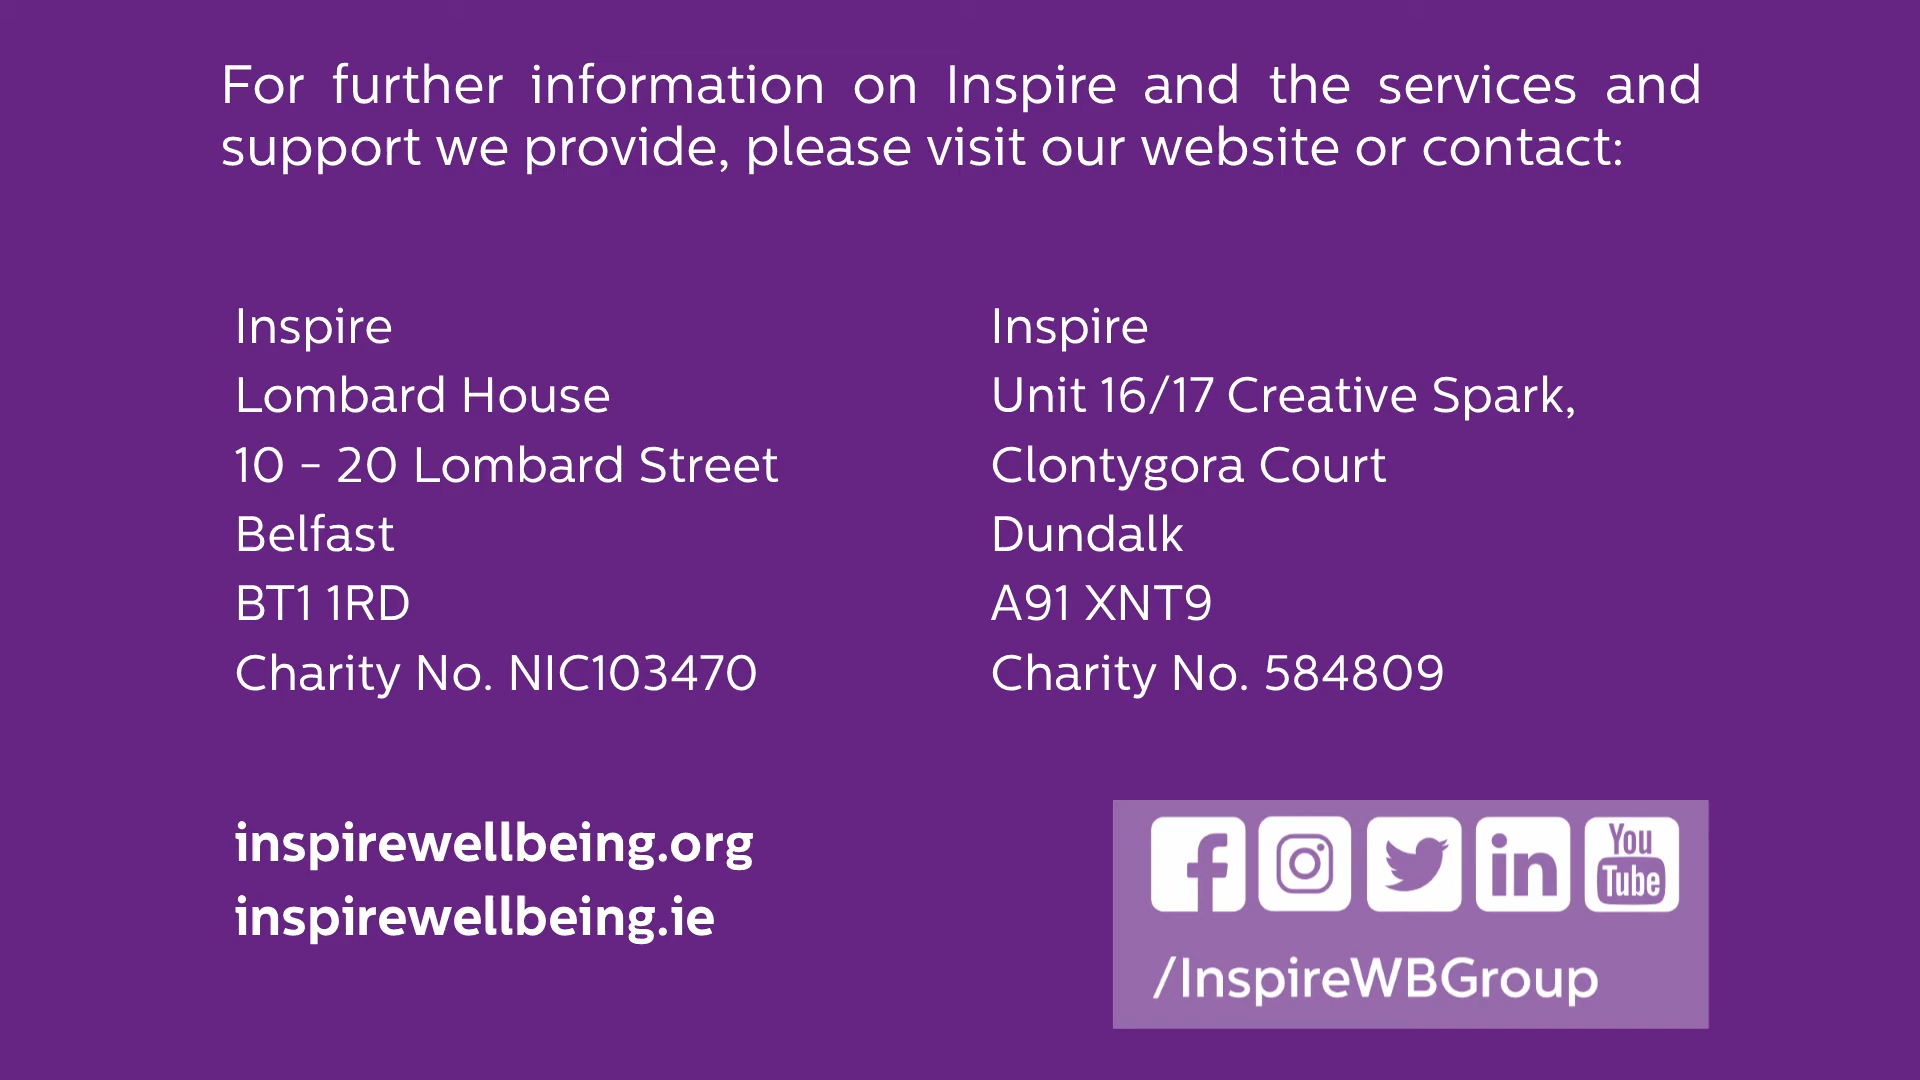 For further information on Inspire and the services and
support we provide, please visit our website or contact:
Inspire
Lombard House
10 – 20 Lombard Street
Belfast
BT1 1RD
Charity No. NIC103470
Inspire
Unit 16/17 Creative Spark,
Clontygora Court
Dundalk
A91 XNT9
Charity No. 584809
inspirewellbeing.org
inspirewellbeing.ie
f
in
You
Tube
/InspireWBGroup